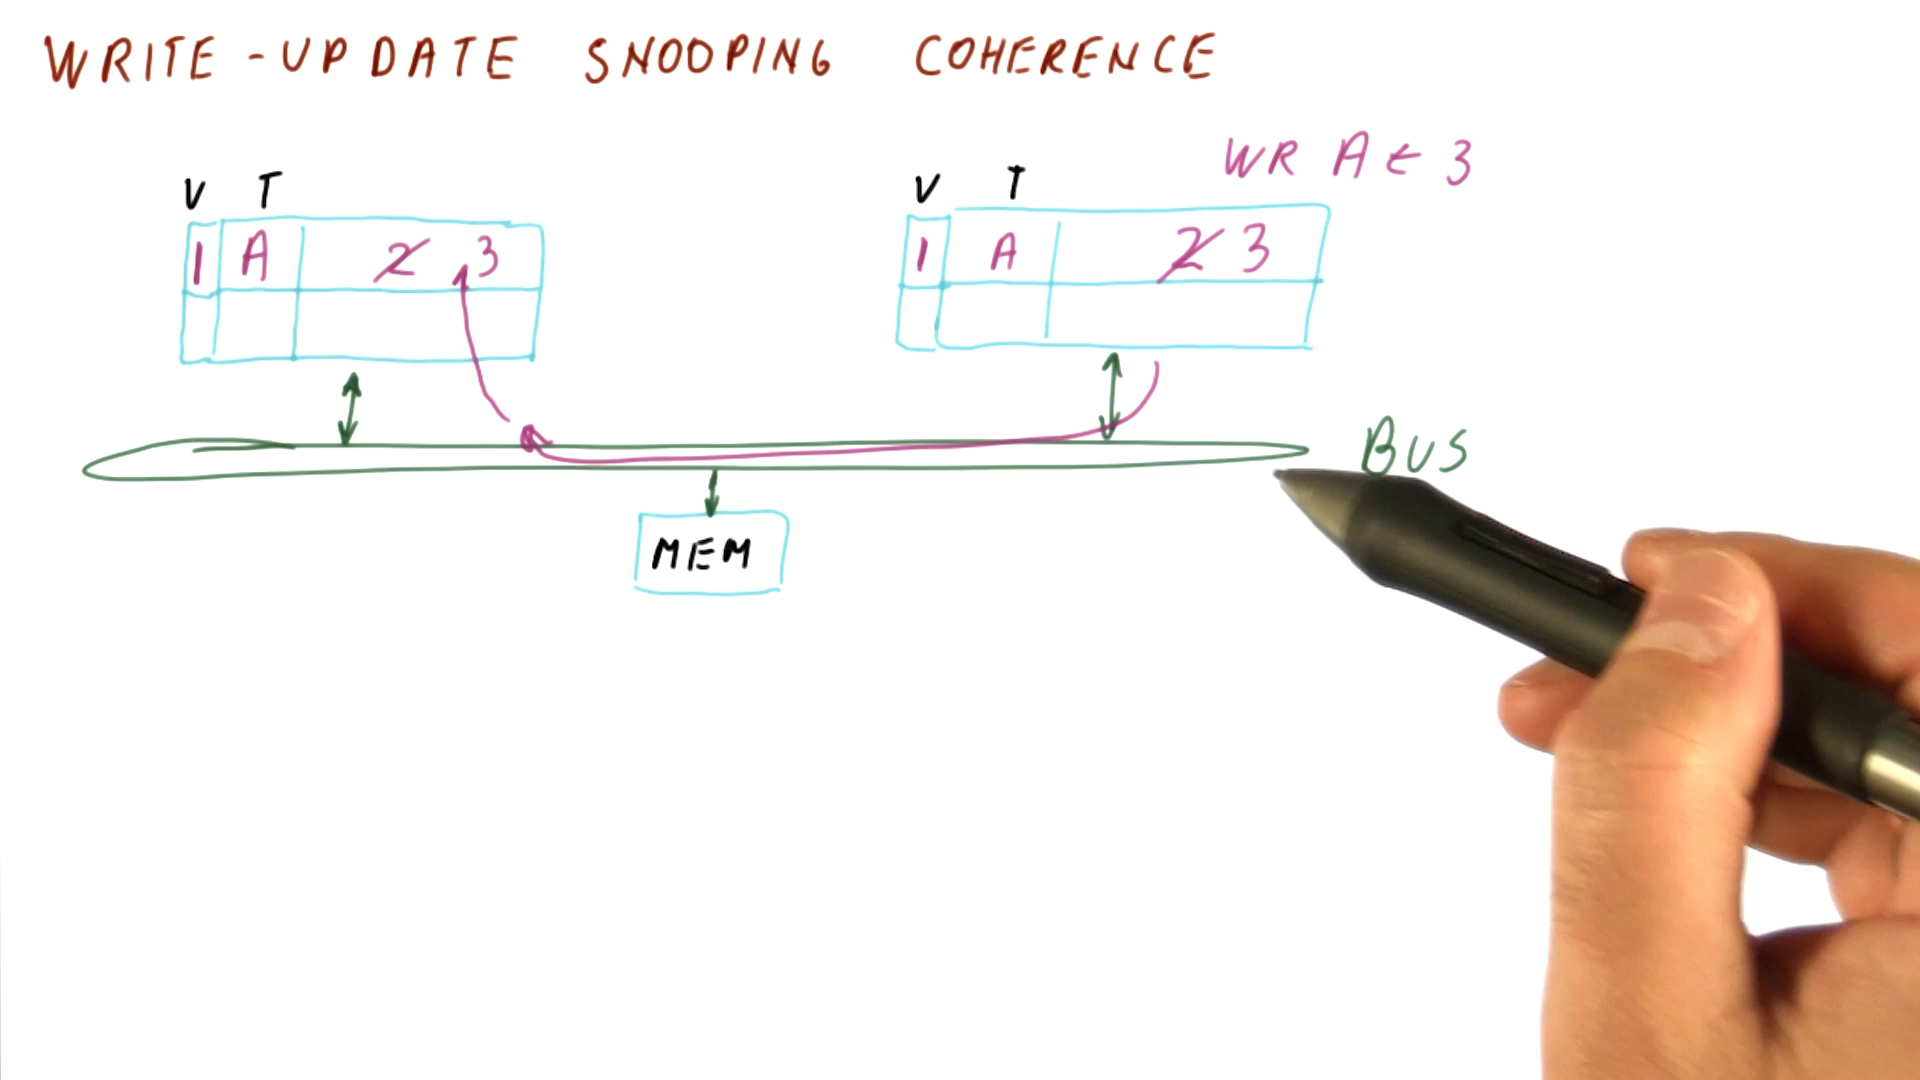 WRITE-UPDATE SNOOPING COHERENCE
WR A ← 3
V T
V T
1 A 2 3
1 A 2 3
BUS
MEM